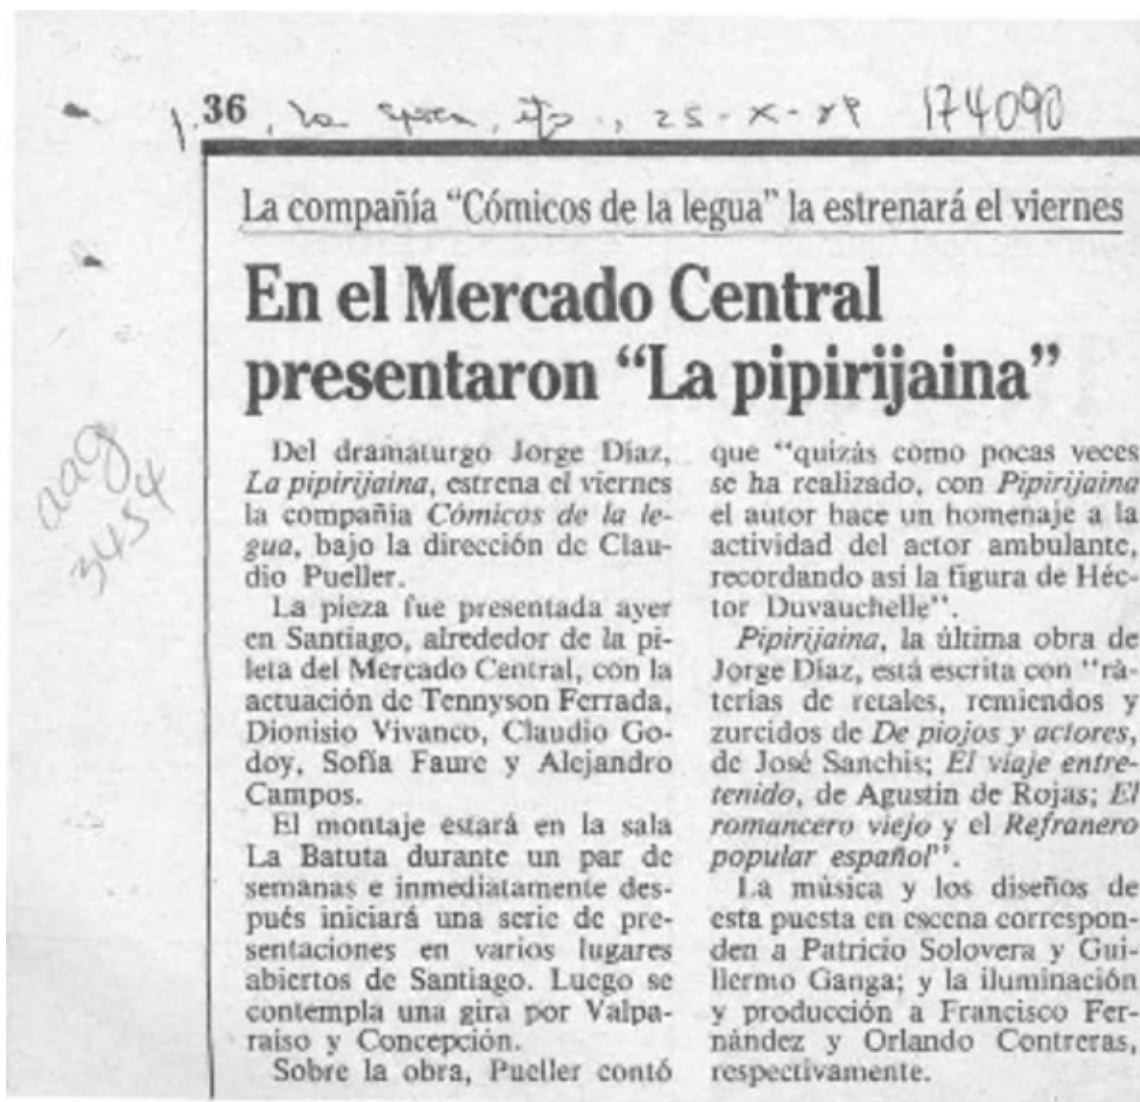 36, La Epoca, Stgo., 25-X-89 174090
La compañía “Cómicos de la legua” la estrenará el viernes
En el Mercado Central
presentaron “La pipirijaina”
aag
3454
Del dramaturgo Jorge Díaz,
La pipirijaina, estrena el viernes
la compañía Cómicos de la le-
gua, bajo la dirección de Clau-
dio Pueller.
La pieza fue presentada ayer
en Santiago, alrededor de la pi-
leta del Mercado Central, con la
actuación de Tennyson Ferrada,
Dionisio Vivanco, Claudio Go-
doy, Sofía Faure y Alejandro
Campos.
El montaje estará en la sala
La Batuta durante un par de
semanas e inmediatamente des-
pués iniciará una serie de pre-
sentaciones en varios lugares
abiertos de Santiago. Luego se
contempla una gira por Valpa-
raíso y Concepción.
Sobre la obra, Pueller contó
que “quizás como pocas veces
se ha realizado, con Pipirijaina
el autor hace un homenaje a la
actividad del actor ambulante,
recordando así la figura de Héc-
tor Duvauchelle”.
Pipirijaina, la última obra de
Jorge Díaz, está escrita con “rá-
terías de retales, remiendos y
zurcidos de De piojos y actores,
de José Sanchis; El viaje entre-
tenido, de Agustín de Rojas; El
romancero viejo y el Refranero
popular español”.
La música y los diseños de
esta puesta en escena correspon-
den a Patricio Solovera y Gui-
llermo Ganga; y la iluminación
y producción a Francisco Fer-
nández y Orlando Contreras,
respectivamente.